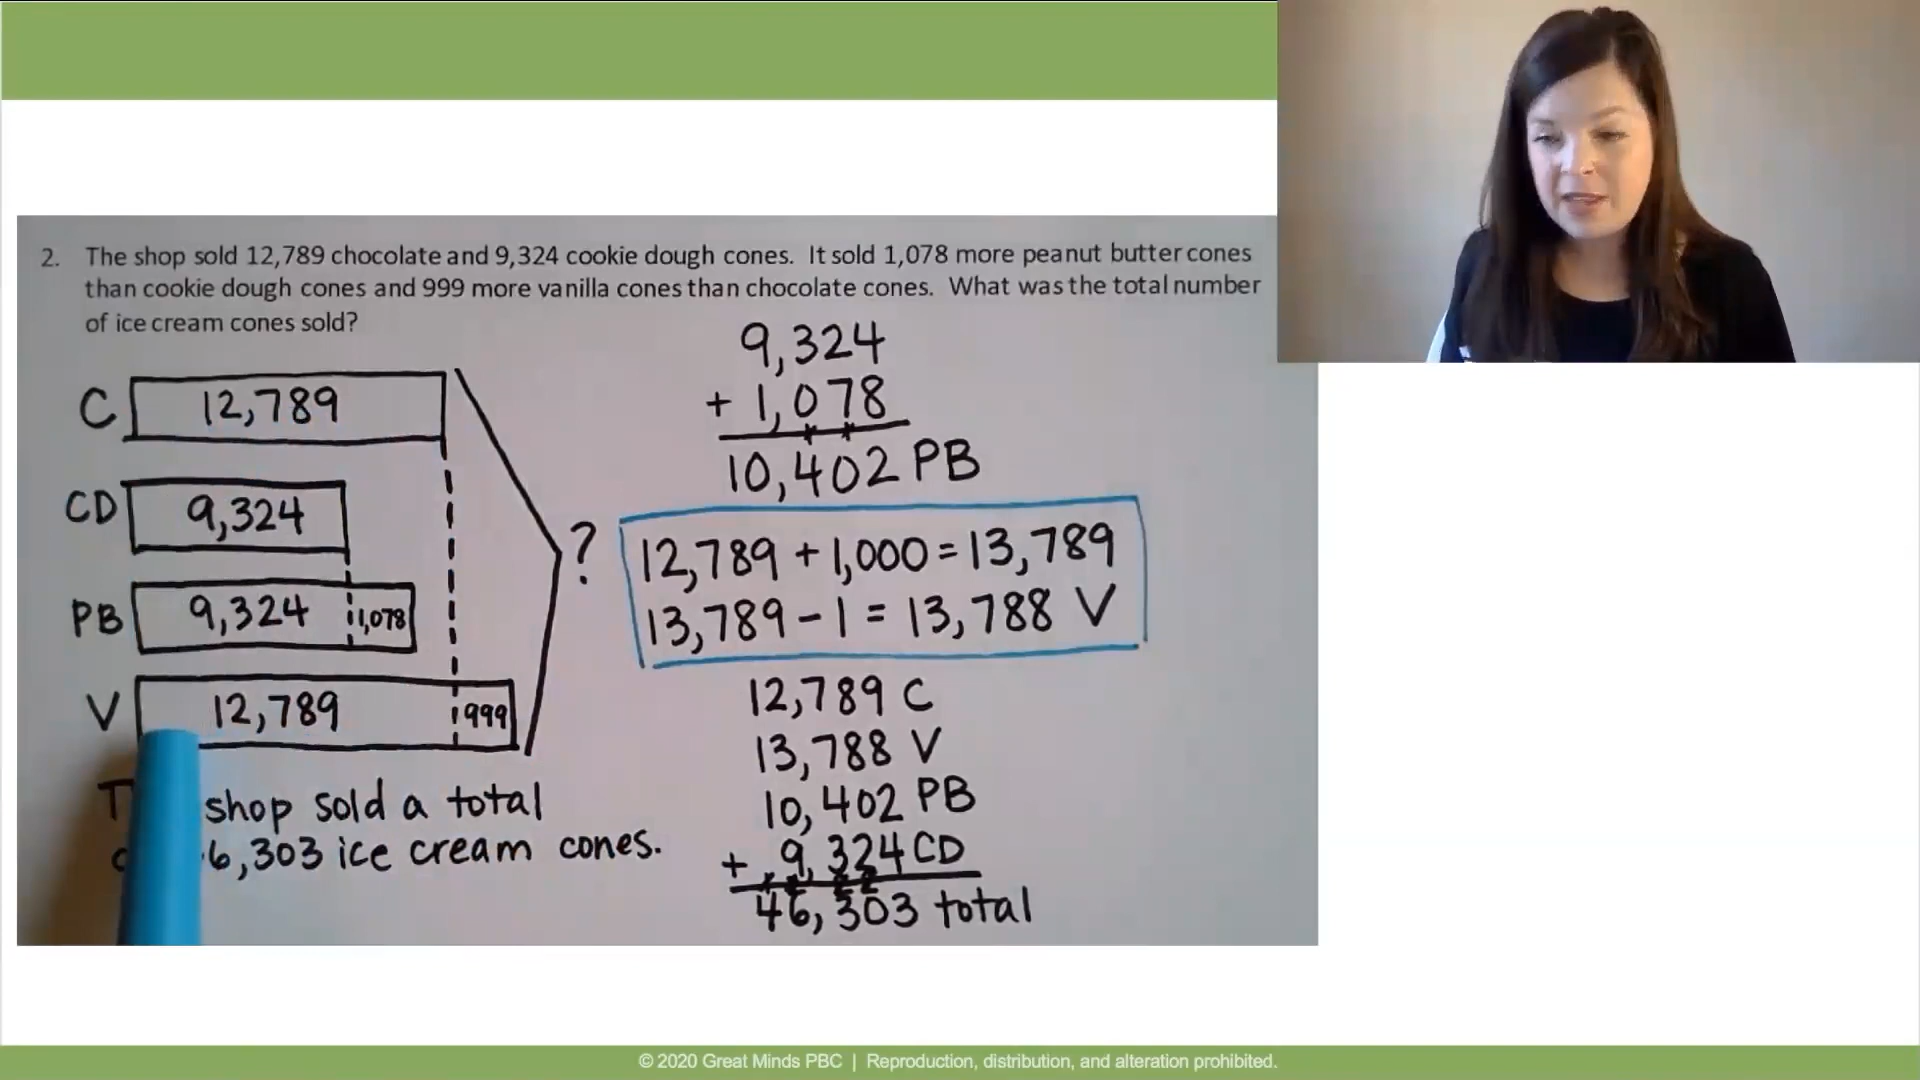 2. The shop sold 12,789 chocolate and 9,324 cookie dough cones. It sold 1,078 more peanut butter cones
than cookie dough cones and 999 more vanilla cones than chocolate cones. What was the total number
of ice cream cones sold?
C 12,789
CD 9,324
PB 9,324 1,078
V 12,789 999
?
shop sold a total
6,303 ice cream cones.
9,324
+ 1,078
10,402 PB
12,789 + 1,000 = 13,789
13,789 - 1 = 13,788 V
12,789 C
13,788 V
10,402 PB
+ 9,324 CD
46,303 total
© 2020 Great Minds PBC | Reproduction, distribution, and alteration prohibited.